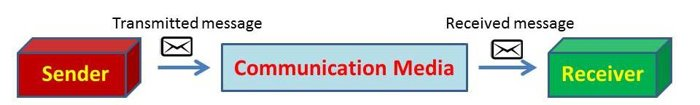 Transmitted message
Received message
Sender
Communication Media
Receiver